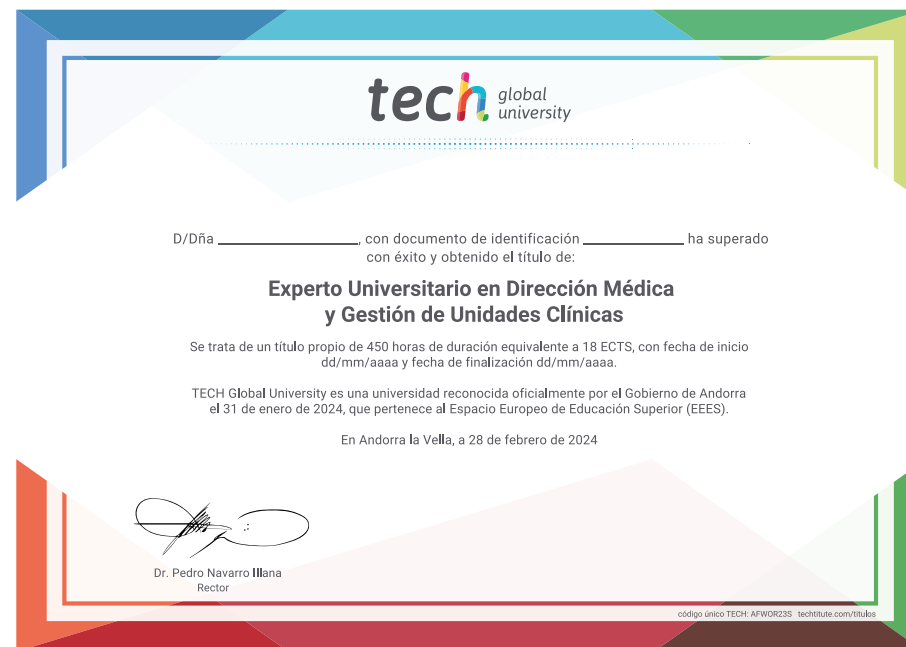 tech global university
D/Dña ______________, con documento de identificación __________ ha superado
con éxito y obtenido el título de:
Experto Universitario en Dirección Médica
y Gestión de Unidades Clínicas
Se trata de un título propio de 450 horas de duración equivalente a 18 ECTS, con fecha de inicio
dd/mm/aaaa y fecha de finalización dd/mm/aaaa.
TECH Global University es una universidad reconocida oficialmente por el Gobierno de Andorra
el 31 de enero de 2024, que pertenece al Espacio Europeo de Educación Superior (EEES).
En Andorra la Vella, a 28 de febrero de 2024
Dr. Pedro Navarro Illana
Rector
código único TECH: AFWOR23S techtitute.com/titulos